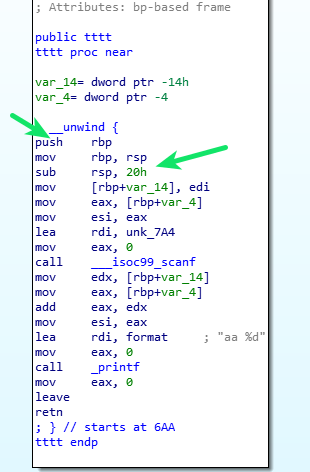 ; Attributes: bp-based frame
public tttt
tttt proc near
var_14= dword ptr -14h
var_4= dword ptr -4
__unwind {
push rbp
mov rbp, rsp
sub rsp, 20h
mov [rbp+var_14], edi
mov eax, [rbp+var_4]
mov esi, eax
lea rdi, unk_7A4
mov eax, 0
call ___isoc99_scanf
mov edx, [rbp+var_14]
mov eax, [rbp+var_4]
add eax, edx
mov esi, eax
lea rdi, format ; "aa %d"
mov eax, 0
call _printf
mov eax, 0
leave
retn
; } // starts at 6AA
tttt endp